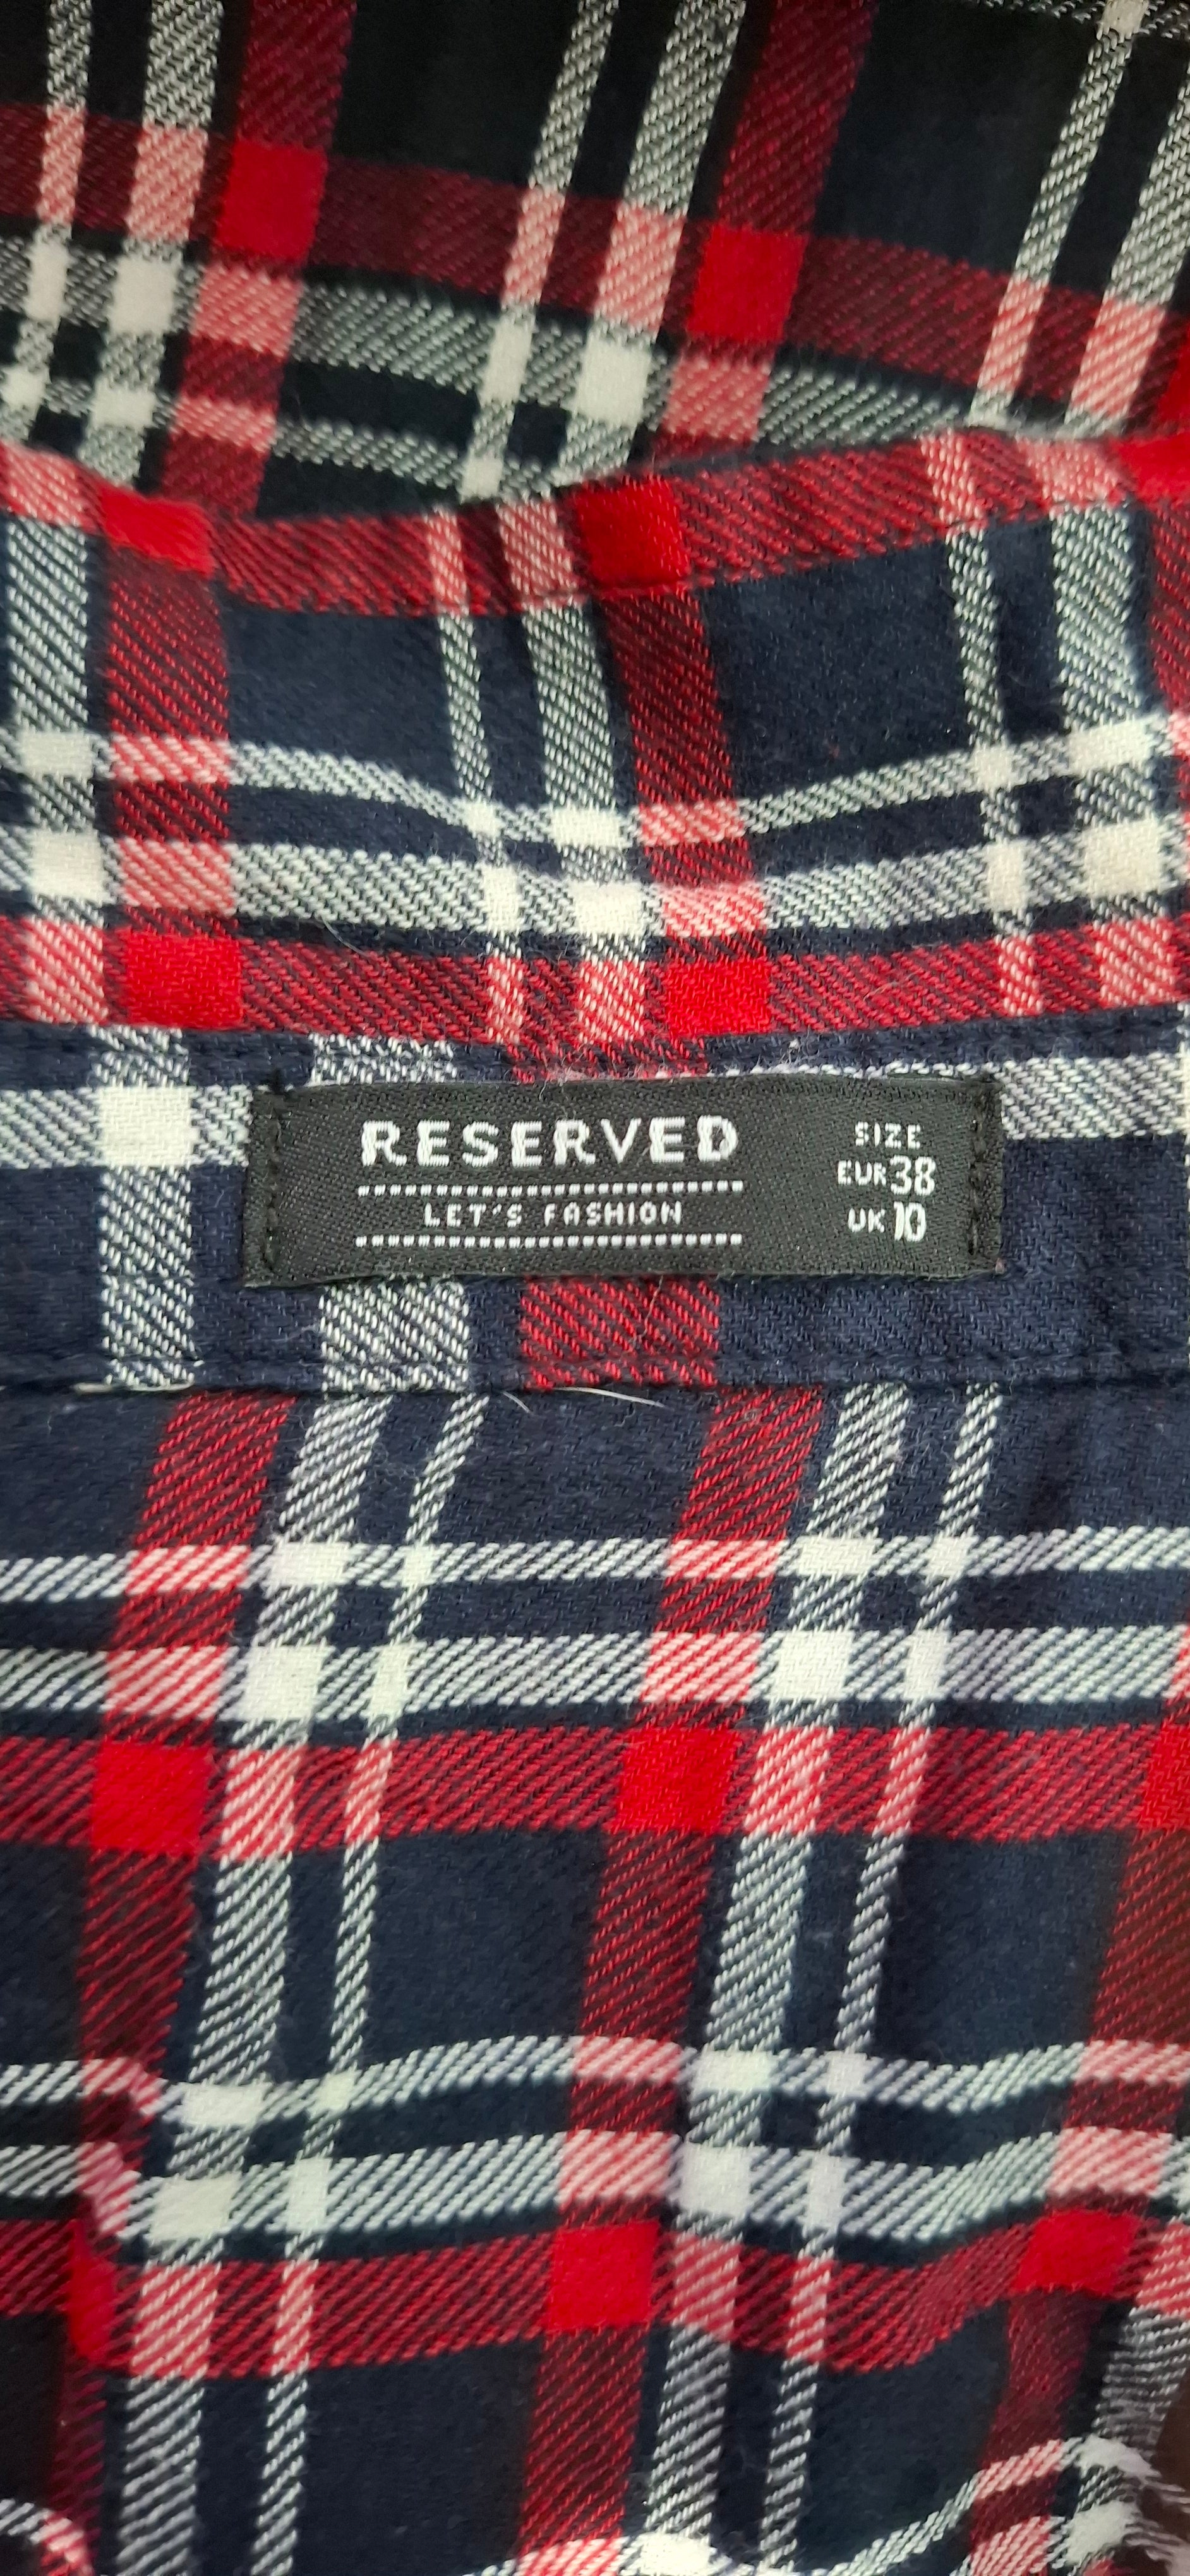 RESERVED
LET'S FASHION
SIZE
EUR 38
UK 10